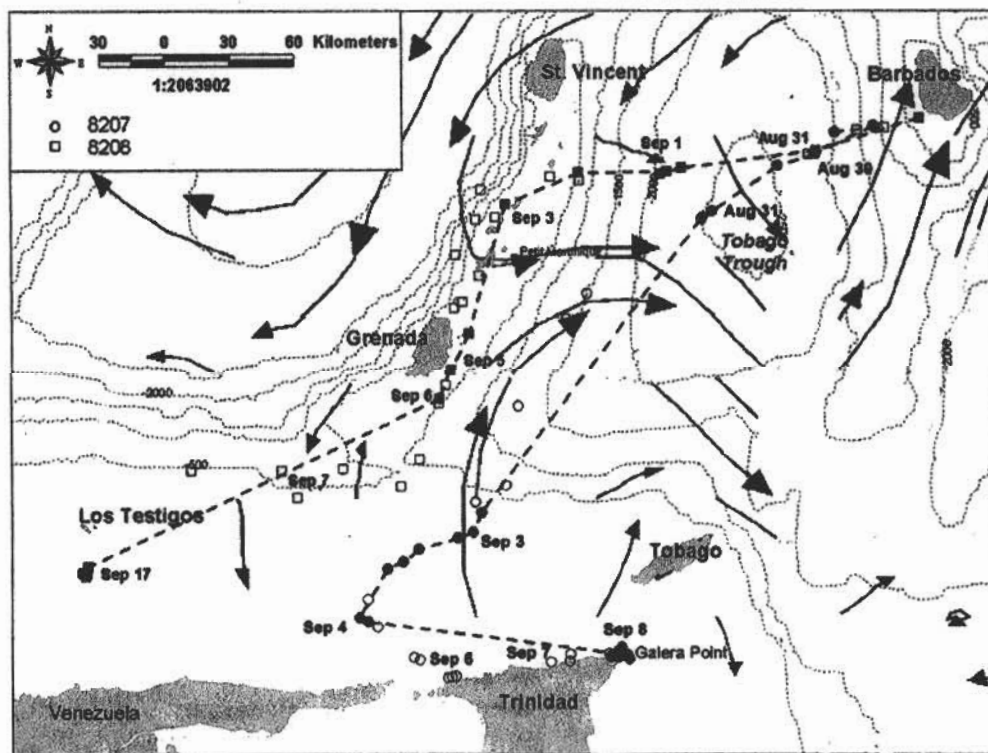 N
W E
S
30 0 30 60 Kilometers
1:2063902
8207
8208
St. Vincent
Barbados
Sep 1
Aug 31
Aug 30
2000
Sep 3
Aug 31
Tobago
Trough
Grenada
Sep 5
2000
2000
Sep 6
500
Sep 7
Los Testigos
Sep 3
Tobago
Sep 17
Sep 4
Sep 8
Sep 7
Galera Point
Sep 6
Trinidad
Venezuela